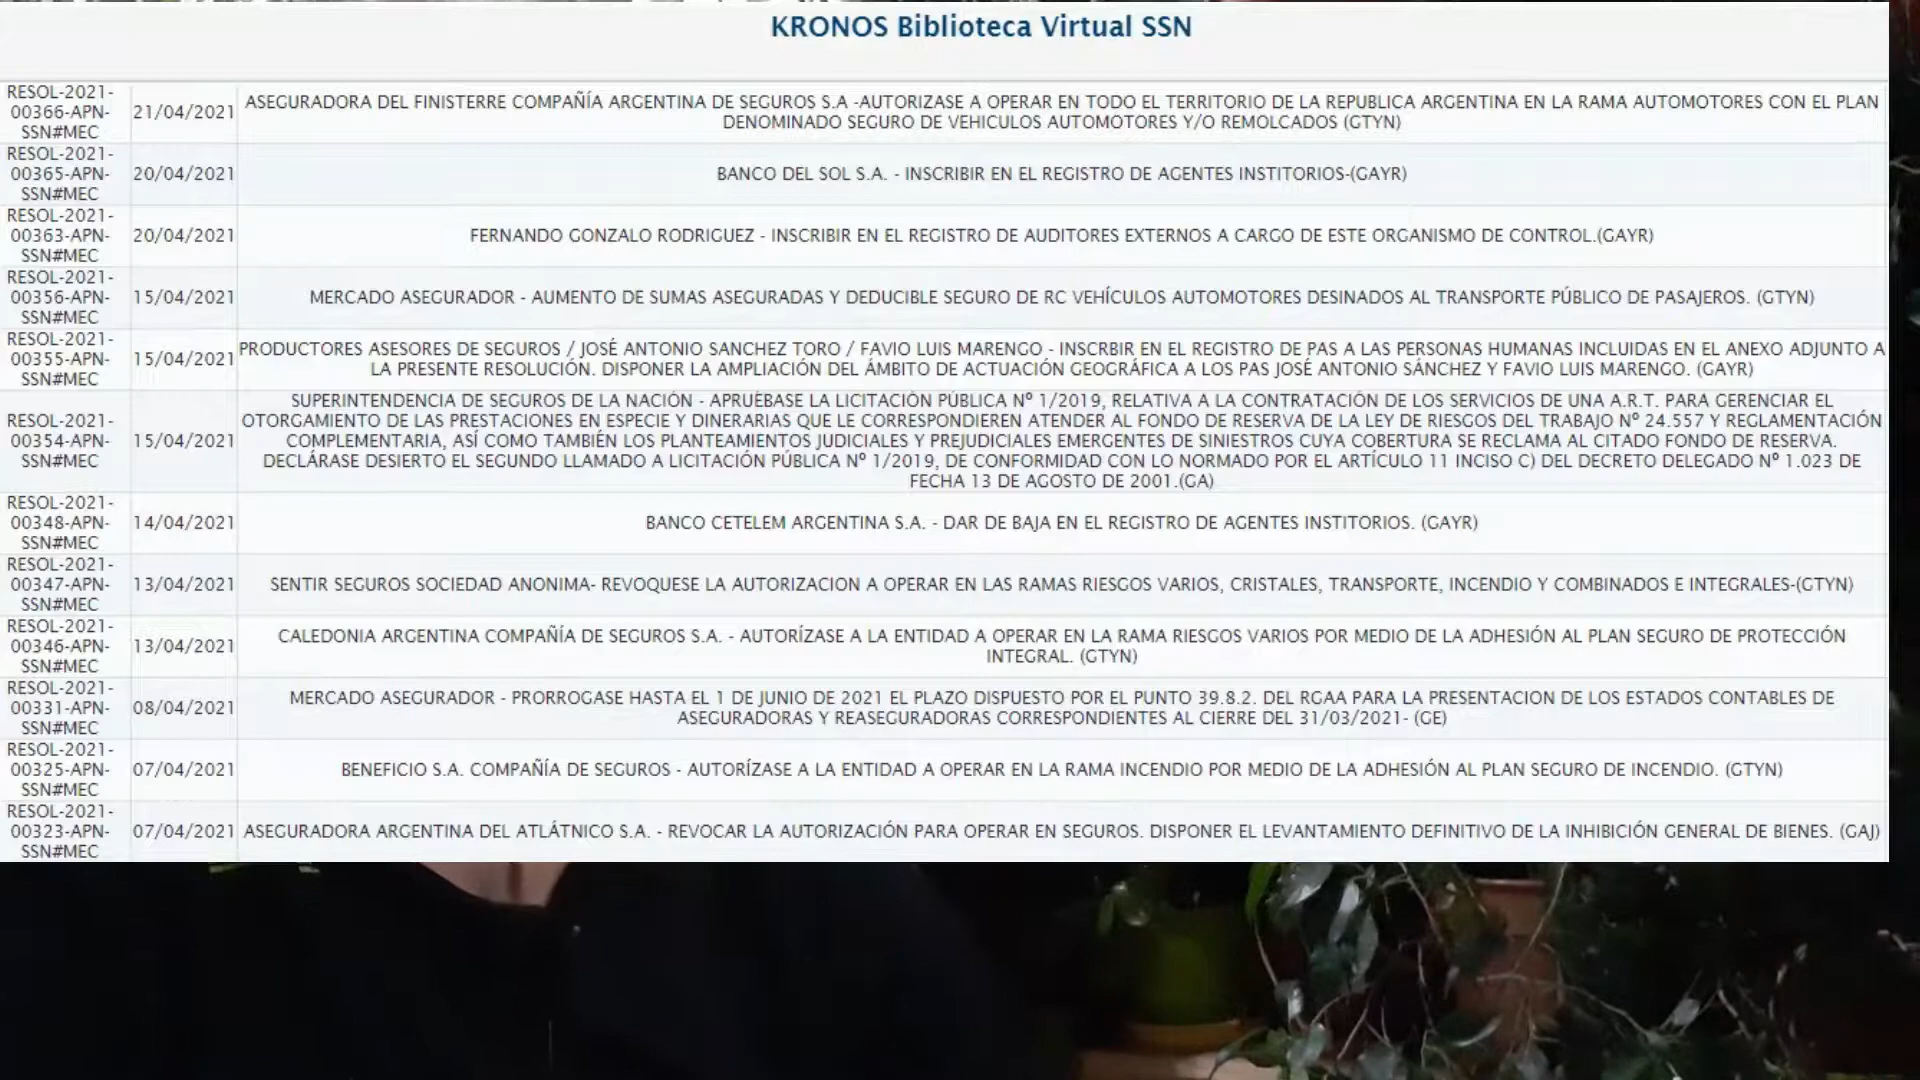 KRONOS Biblioteca Virtual SSN
RESOL-2021-
00366-APN-
SSN#MEC
21/04/2021
ASEGURADORA DEL FINISTERRE COMPAÑÍA ARGENTINA DE SEGUROS S.A -AUTORIZASE A OPERAR EN TODO EL TERRITORIO DE LA REPUBLICA ARGENTINA EN LA RAMA AUTOMOTORES CON EL PLAN
DENOMINADO SEGURO DE VEHICULOS AUTOMOTORES Y/O REMOLCADOS (GTYN)
RESOL-2021-
00365-APN-
SSN#MEC
20/04/2021
BANCO DEL SOL S.A. - INSCRIBIR EN EL REGISTRO DE AGENTES INSTITORIOS-(GAYR)
RESOL-2021-
00363-APN-
SSN#MEC
20/04/2021
FERNANDO GONZALO RODRIGUEZ - INSCRIBIR EN EL REGISTRO DE AUDITORES EXTERNOS A CARGO DE ESTE ORGANISMO DE CONTROL.(GAYR)
RESOL-2021-
00356-APN-
SSN#MEC
15/04/2021
MERCADO ASEGURADOR - AUMENTO DE SUMAS ASEGURADAS Y DEDUCIBLE SEGURO DE RC VEHÍCULOS AUTOMOTORES DESINADOS AL TRANSPORTE PÚBLICO DE PASAJEROS. (GTYN)
RESOL-2021-
00355-APN-
SSN#MEC
15/04/2021
PRODUCTORES ASESORES DE SEGUROS / JOSÉ ANTONIO SANCHEZ TORO / FAVIO LUIS MARENGO - INSCRBIR EN EL REGISTRO DE PAS A LAS PERSONAS HUMANAS INCLUIDAS EN EL ANEXO ADJUNTO A
LA PRESENTE RESOLUCIÓN. DISPONER LA AMPLIACIÓN DEL ÁMBITO DE ACTUACIÓN GEOGRÁFICA A LOS PAS JOSÉ ANTONIO SÁNCHEZ Y FAVIO LUIS MARENGO. (GAYR)
RESOL-2021-
00354-APN-
SSN#MEC
15/04/2021
SUPERINTENDENCIA DE SEGUROS DE LA NACIÓN - APRUÉBASE LA LICITACIÓN PÚBLICA Nº 1/2019, RELATIVA A LA CONTRATACIÓN DE LOS SERVICIOS DE UNA A.R.T. PARA GERENCIAR EL
OTORGAMIENTO DE LAS PRESTACIONES EN ESPECIE Y DINERARIAS QUE LE CORRESPONDIEREN ATENDER AL FONDO DE RESERVA DE LA LEY DE RIESGOS DEL TRABAJO Nº 24.557 Y REGLAMENTACIÓN
COMPLEMENTARIA, ASÍ COMO TAMBIÉN LOS PLANTEAMIENTOS JUDICIALES Y PREJUDICIALES EMERGENTES DE SINIESTROS CUYA COBERTURA SE RECLAMA AL CITADO FONDO DE RESERVA.
DECLÁRASE DESIERTO EL SEGUNDO LLAMADO A LICITACIÓN PÚBLICA Nº 1/2019, DE CONFORMIDAD CON LO NORMADO POR EL ARTÍCULO 11 INCISO C) DEL DECRETO DELEGADO Nº 1.023 DE
FECHA 13 DE AGOSTO DE 2001.(GA)
RESOL-2021-
00348-APN-
SSN#MEC
14/04/2021
BANCO CETELEM ARGENTINA S.A. - DAR DE BAJA EN EL REGISTRO DE AGENTES INSTITORIOS. (GAYR)
RESOL-2021-
00347-APN-
SSN#MEC
13/04/2021
SENTIR SEGUROS SOCIEDAD ANONIMA- REVOQUESE LA AUTORIZACION A OPERAR EN LAS RAMAS RIESGOS VARIOS, CRISTALES, TRANSPORTE, INCENDIO Y COMBINADOS E INTEGRALES-(GTYN)
RESOL-2021-
00346-APN-
SSN#MEC
13/04/2021
CALEDONIA ARGENTINA COMPAÑÍA DE SEGUROS S.A. - AUTORÍZASE A LA ENTIDAD A OPERAR EN LA RAMA RIESGOS VARIOS POR MEDIO DE LA ADHESIÓN AL PLAN SEGURO DE PROTECCIÓN
INTEGRAL. (GTYN)
RESOL-2021-
00331-APN-
SSN#MEC
08/04/2021
MERCADO ASEGURADOR - PRORROGASE HASTA EL 1 DE JUNIO DE 2021 EL PLAZO DISPUESTO POR EL PUNTO 39.8.2. DEL RGAA PARA LA PRESENTACION DE LOS ESTADOS CONTABLES DE
ASEGURADORAS Y REASEGURADORAS CORRESPONDIENTES AL CIERRE DEL 31/03/2021- (GE)
RESOL-2021-
00325-APN-
SSN#MEC
07/04/2021
BENEFICIO S.A. COMPAÑÍA DE SEGUROS - AUTORÍZASE A LA ENTIDAD A OPERAR EN LA RAMA INCENDIO POR MEDIO DE LA ADHESIÓN AL PLAN SEGURO DE INCENDIO. (GTYN)
RESOL-2021-
00323-APN-
SSN#MEC
07/04/2021
ASEGURADORA ARGENTINA DEL ATLÁTNICO S.A. - REVOCAR LA AUTORIZACIÓN PARA OPERAR EN SEGUROS. DISPONER EL LEVANTAMIENTO DEFINITIVO DE LA INHIBICIÓN GENERAL DE BIENES. (GAJ)